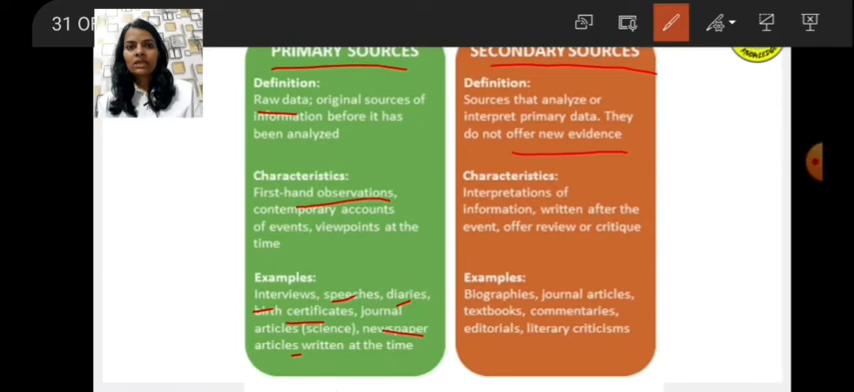 31 OF
PRIMARY SOURCES
Definition:
Raw data; original sources of
information before it has
been analyzed
Characteristics:
First-hand observations,
contemporary accounts
of events, viewpoints at the
time
Examples:
Interviews, speeches, diaries,
birth certificates, journal
articles (science), newspaper
articles written at the time
SECONDARY SOURCES
Definition:
Sources that analyze or
interpret primary data. They
do not offer new evidence
Characteristics:
Interpretations of
information, written after the
event, offer review or critique
Examples:
Biographies, journal articles,
textbooks, commentaries,
editorials, literary criticisms
KNOWLEDGE